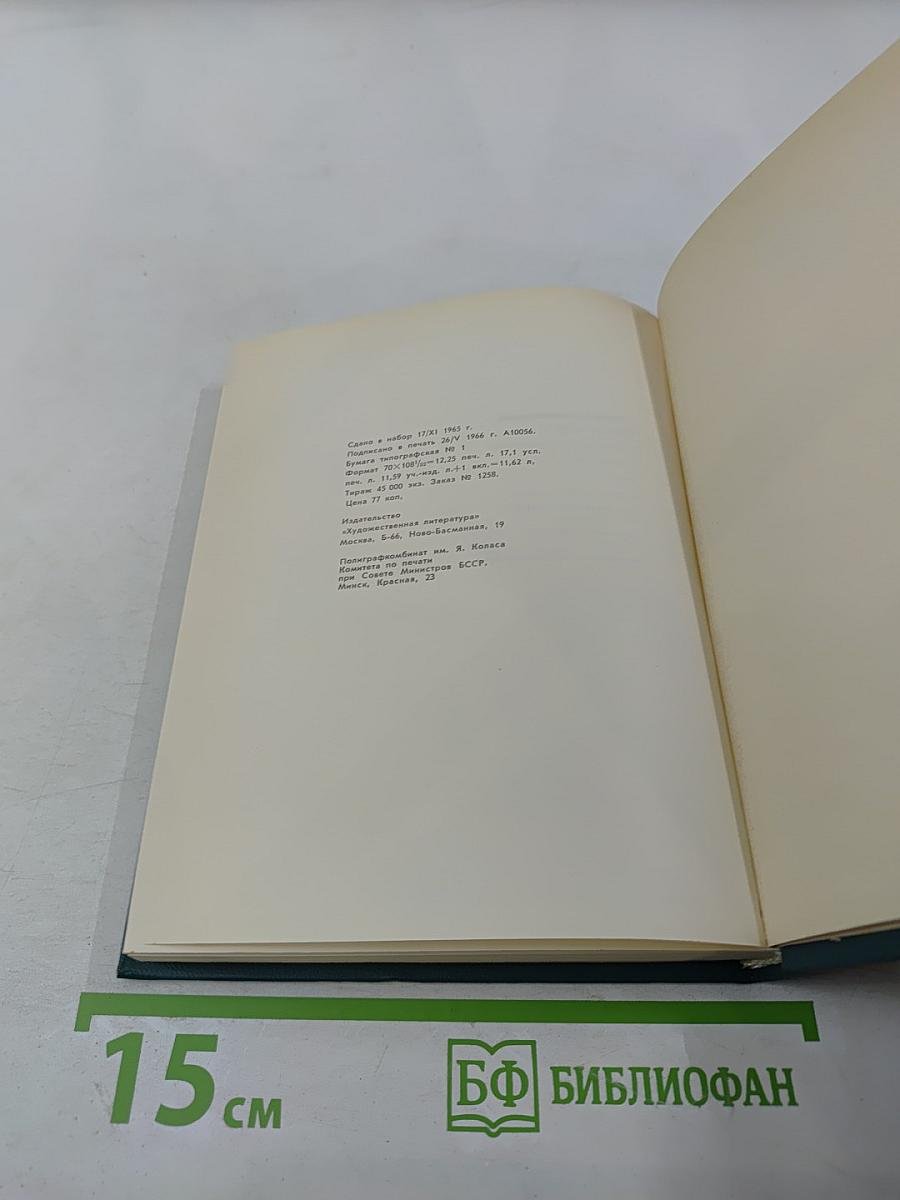 Сдано в набор 17/XI 1965 г.
Подписано в печать 26/V 1966 г. А10056.
Бумага типографская № 1
Формат 70×108¹/₃₂=12,25 печ. л. 17,1 усл.
печ. л. 11,59 уч.-изд. л.+1 вкл.=11,62 л.
Тираж 45 000 экз. Заказ № 1258.
Цена 77 коп.
Издательство
«Художественная литература»
Москва, Б-66, Ново-Басманная, 19
Полиграфкомбинат им. Я. Коласа
Комитета по печати
при Совете Министров БССР.
Минск, Красная, 23
15 см
БФ БИБЛИОФАН